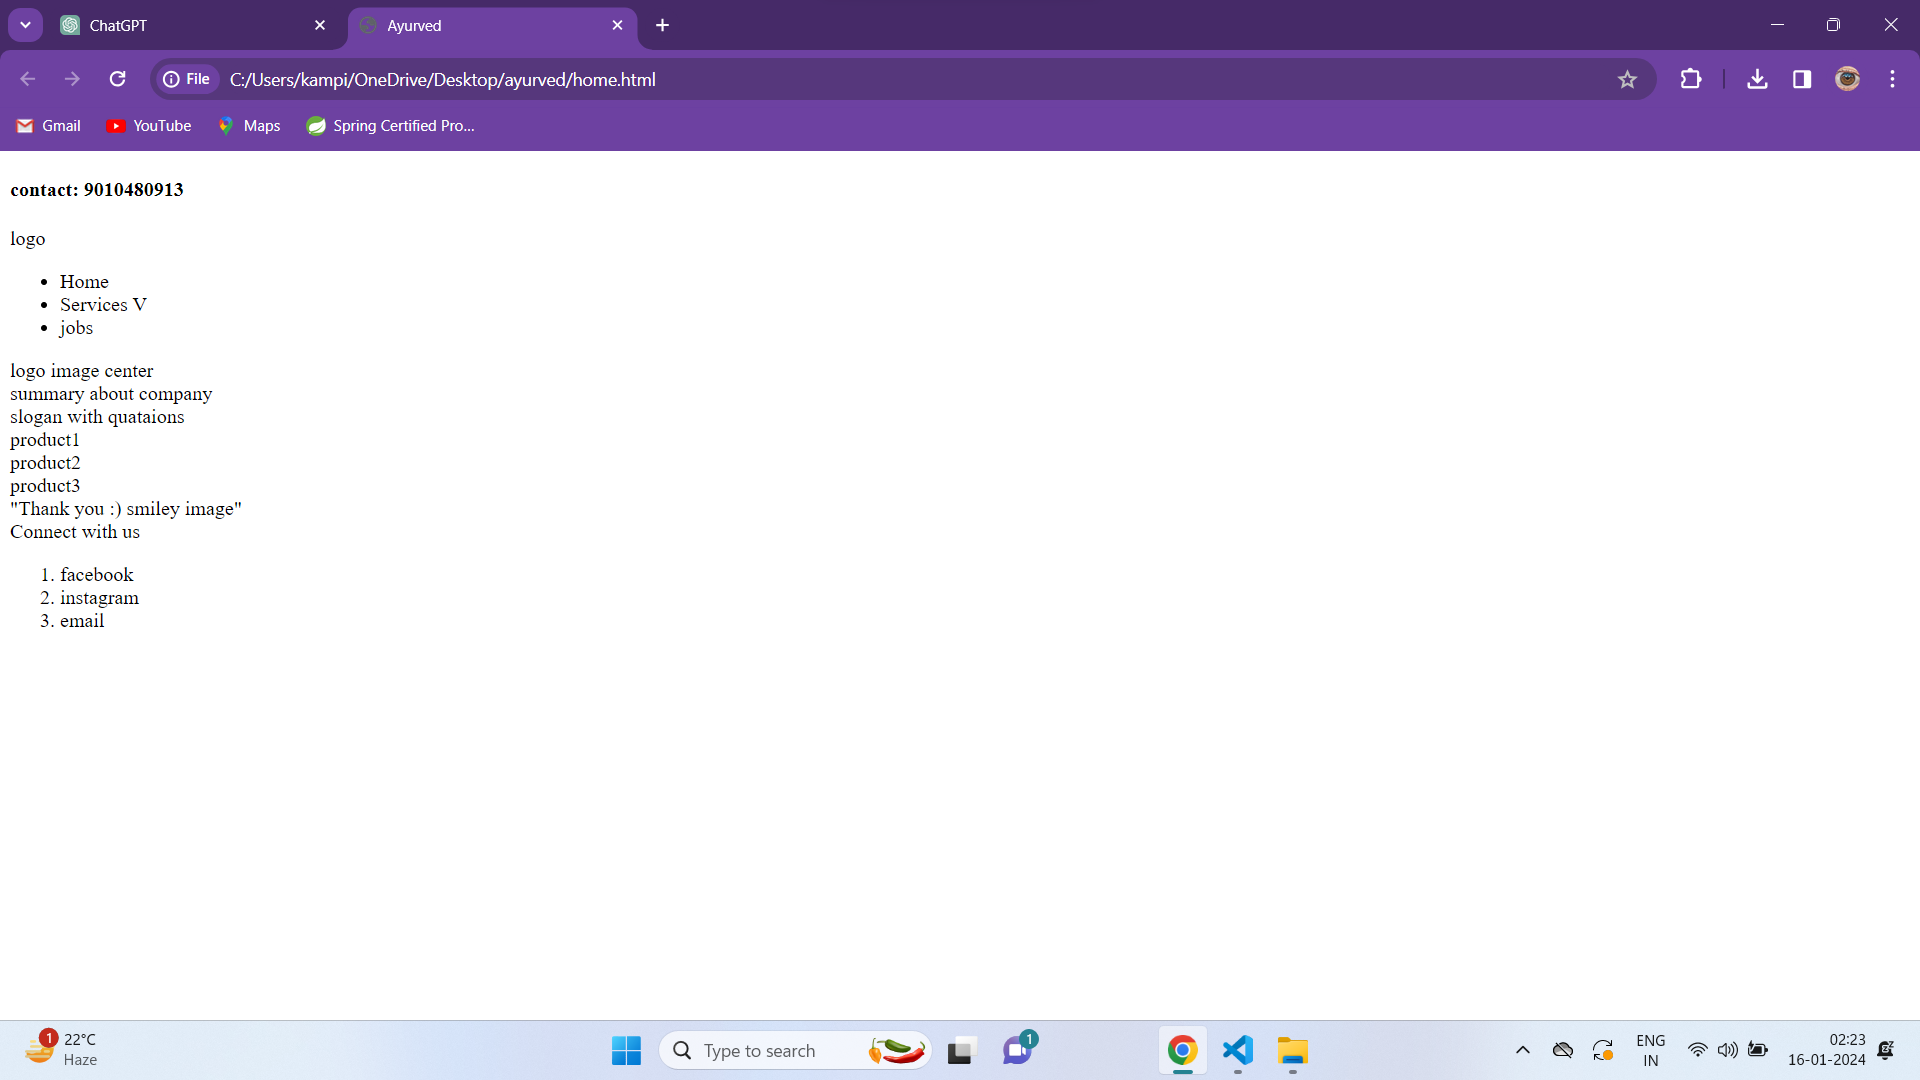 ChatGPT
Ayurved
File
C:/Users/kampi/OneDrive/Desktop/ayurved/home.html
Gmail
YouTube
Maps
Spring Certified Pro...
contact: 9010480913
logo
• Home
• Services V
• jobs
logo image center
summary about company
slogan with quataions
product1
product2
product3
"Thank you :) smiley image"
Connect with us
1. facebook
2. instagram
3. email
1
22°C
Haze
Type to search
1
ENG
IN
02:23
16-01-2024